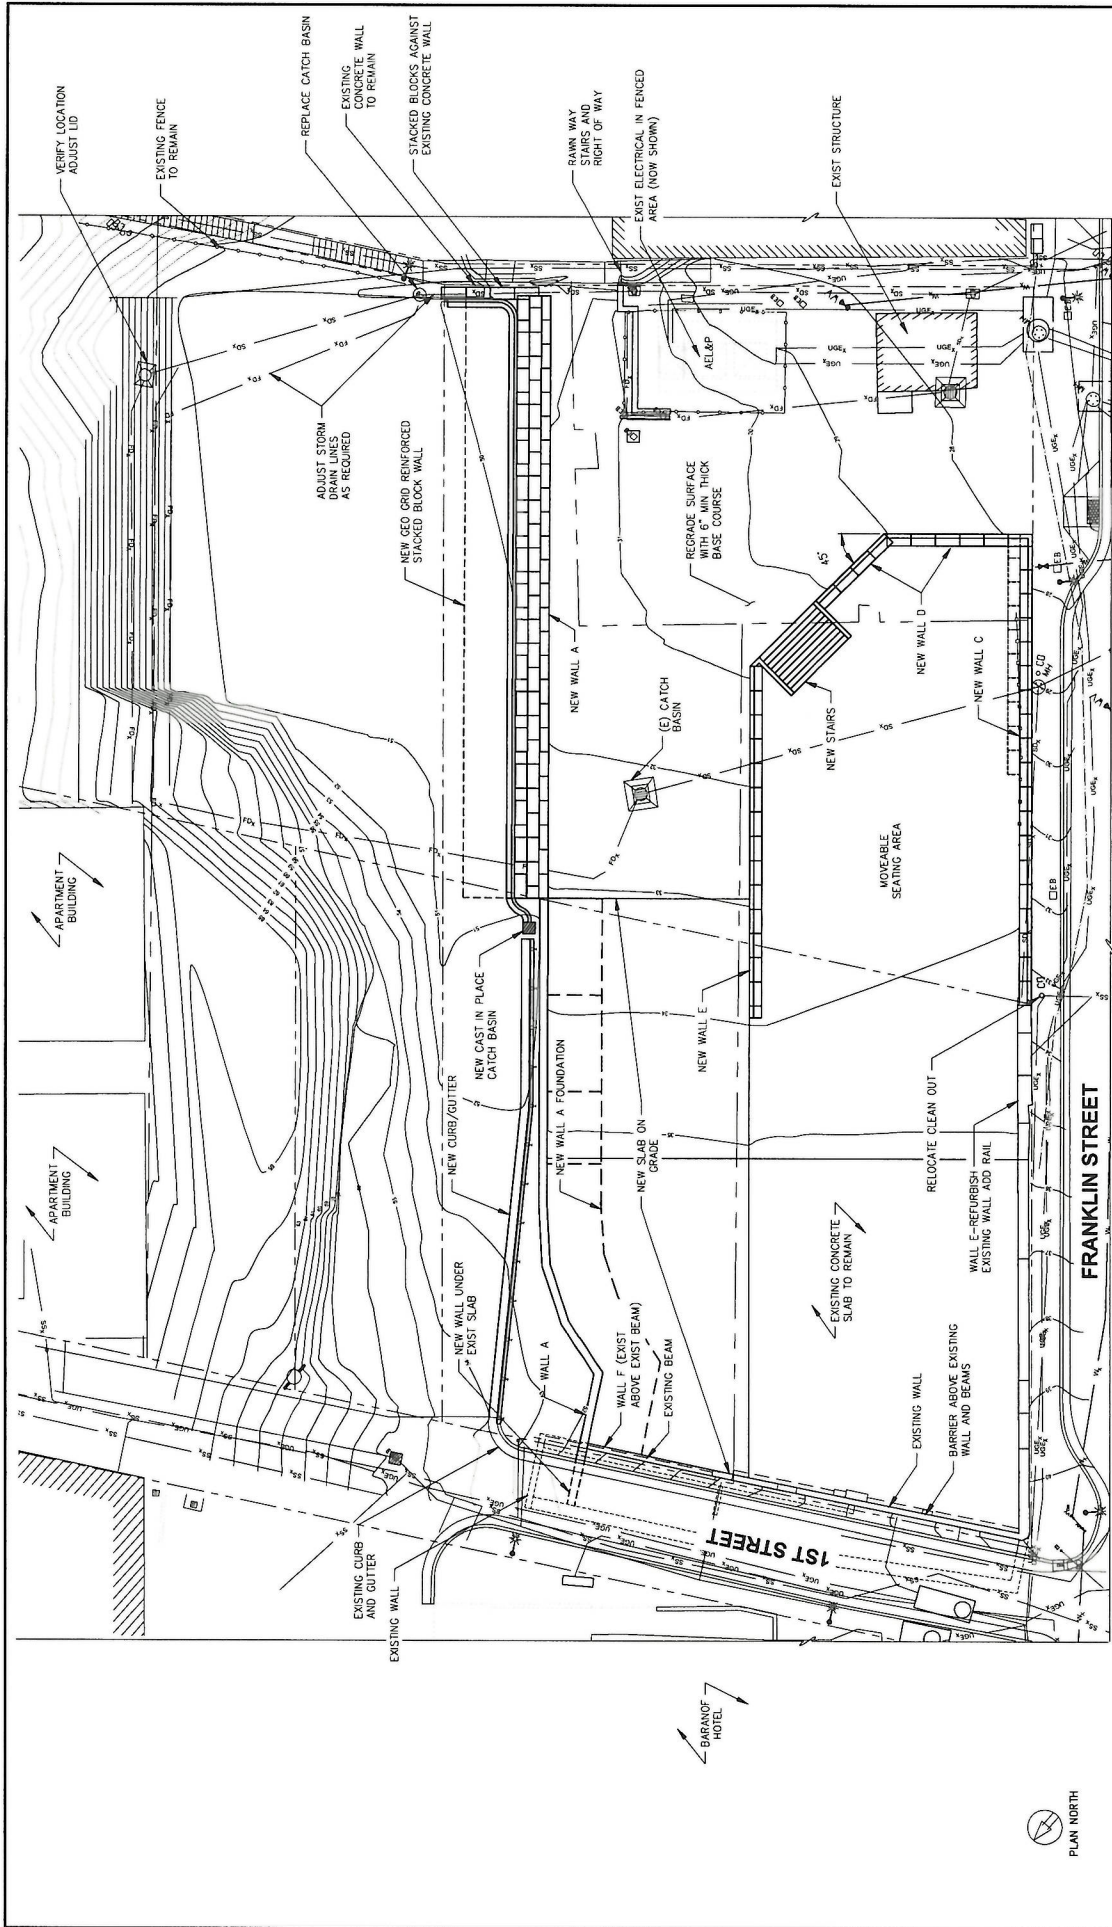 VERIFY LOCATION
ADJUST LID
EXISTING FENCE
TO REMAIN
REPLACE CATCH BASIN
EXISTING
CONCRETE WALL
TO REMAIN
STACKED BLOCKS AGAINST
EXISTING CONCRETE WALL
RAWN WAY
STAIRS AND
RIGHT OF WAY
EXIST ELECTRICAL IN FENCED
AREA (NOW SHOWN)
EXIST STRUCTURE
ADJUST STORM
DRAIN LINES
AS REQUIRED
NEW GEO GRID REINFORCED
STACKED BLOCK WALL
AEL&P
NEW WALL A
REGRADE SURFACE
WITH 6" MIN THICK
BASE COURSE
45°
(E) CATCH
BASIN
NEW STAIRS
NEW WALL D
NEW WALL C
APARTMENT
BUILDING
MOVEABLE
SEATING AREA
NEW CAST IN PLACE
CATCH BASIN
NEW WALL E
APARTMENT
BUILDING
NEW CURB/GUTTER
NEW WALL A FOUNDATION
NEW SLAB ON
GRADE
RELOCATE CLEAN OUT
WALL E-REFURBISH
EXISTING WALL ADD RAIL
FRANKLIN STREET
NEW WALL UNDER
EXIST SLAB
WALL A
WALL F (EXIST
ABOVE EXIST BEAM)
EXISTING BEAM
EXISTING CONCRETE
SLAB TO REMAIN
EXISTING WALL
BARRIER ABOVE EXISTING
WALL AND BEAMS
EXISTING CURB
AND GUTTER
EXISTING WALL
1ST STREET
BARANOF
HOTEL
PLAN NORTH